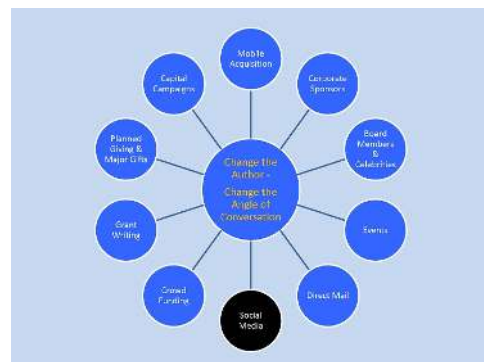 Mobile
Acquisition
Corporate
Sponsors
Board
Members
&
Celebrities
Events
Direct Mail
Social
Media
Crowd
Funding
Grant
Writing
Planned
Giving &
Major Gifts
Capital
Campaigns
Change the
Author -
Change the
Angle of
Conversation